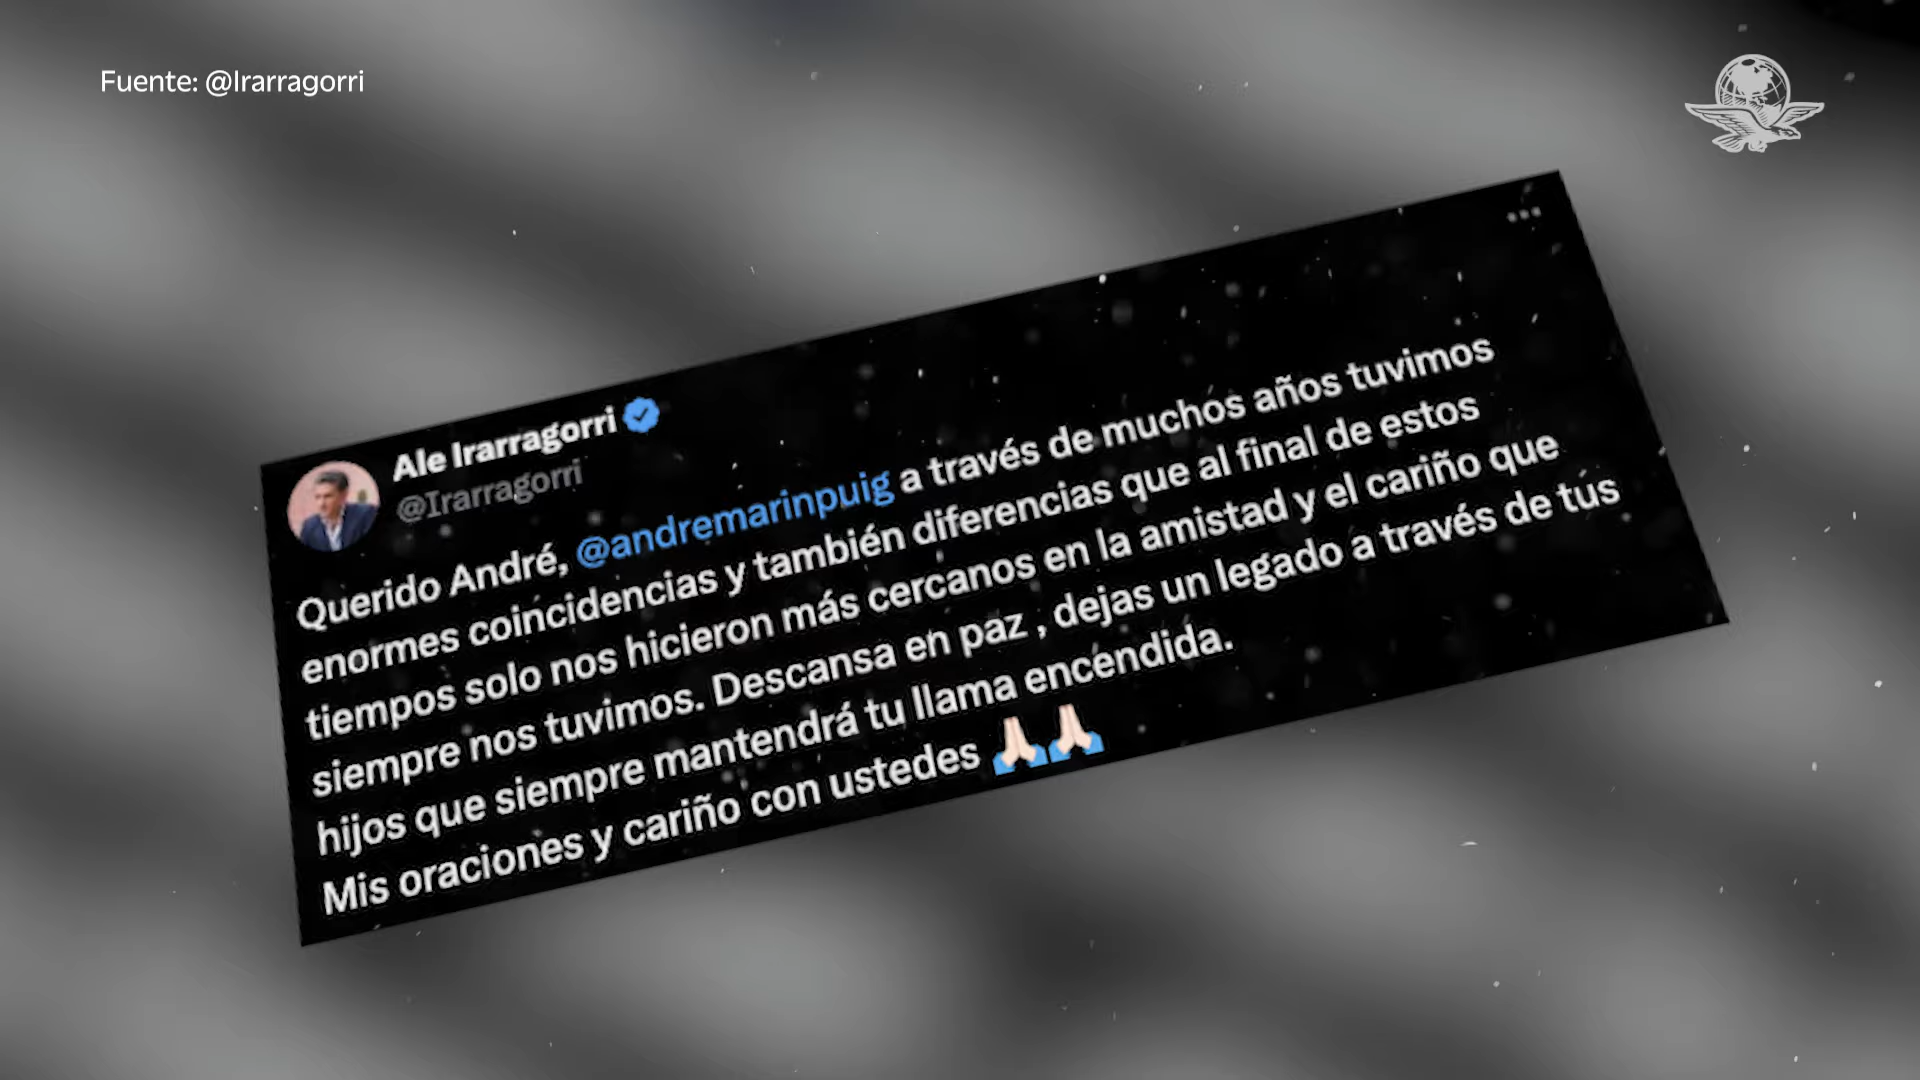 Fuente: @Irarragorri
Ale Irarragorri
@Irarragorri
Querido André, @andremarinpuig a través de muchos años tuvimos
enormes coincidencias y también diferencias que al final de estos
tiempos solo nos hicieron más cercanos en la amistad y el cariño que
siempre nos tuvimos. Descansa en paz , dejas un legado a través de tus
hijos que siempre mantendrá tu llama encendida.
Mis oraciones y cariño con ustedes 🙏🏻🙏🏻